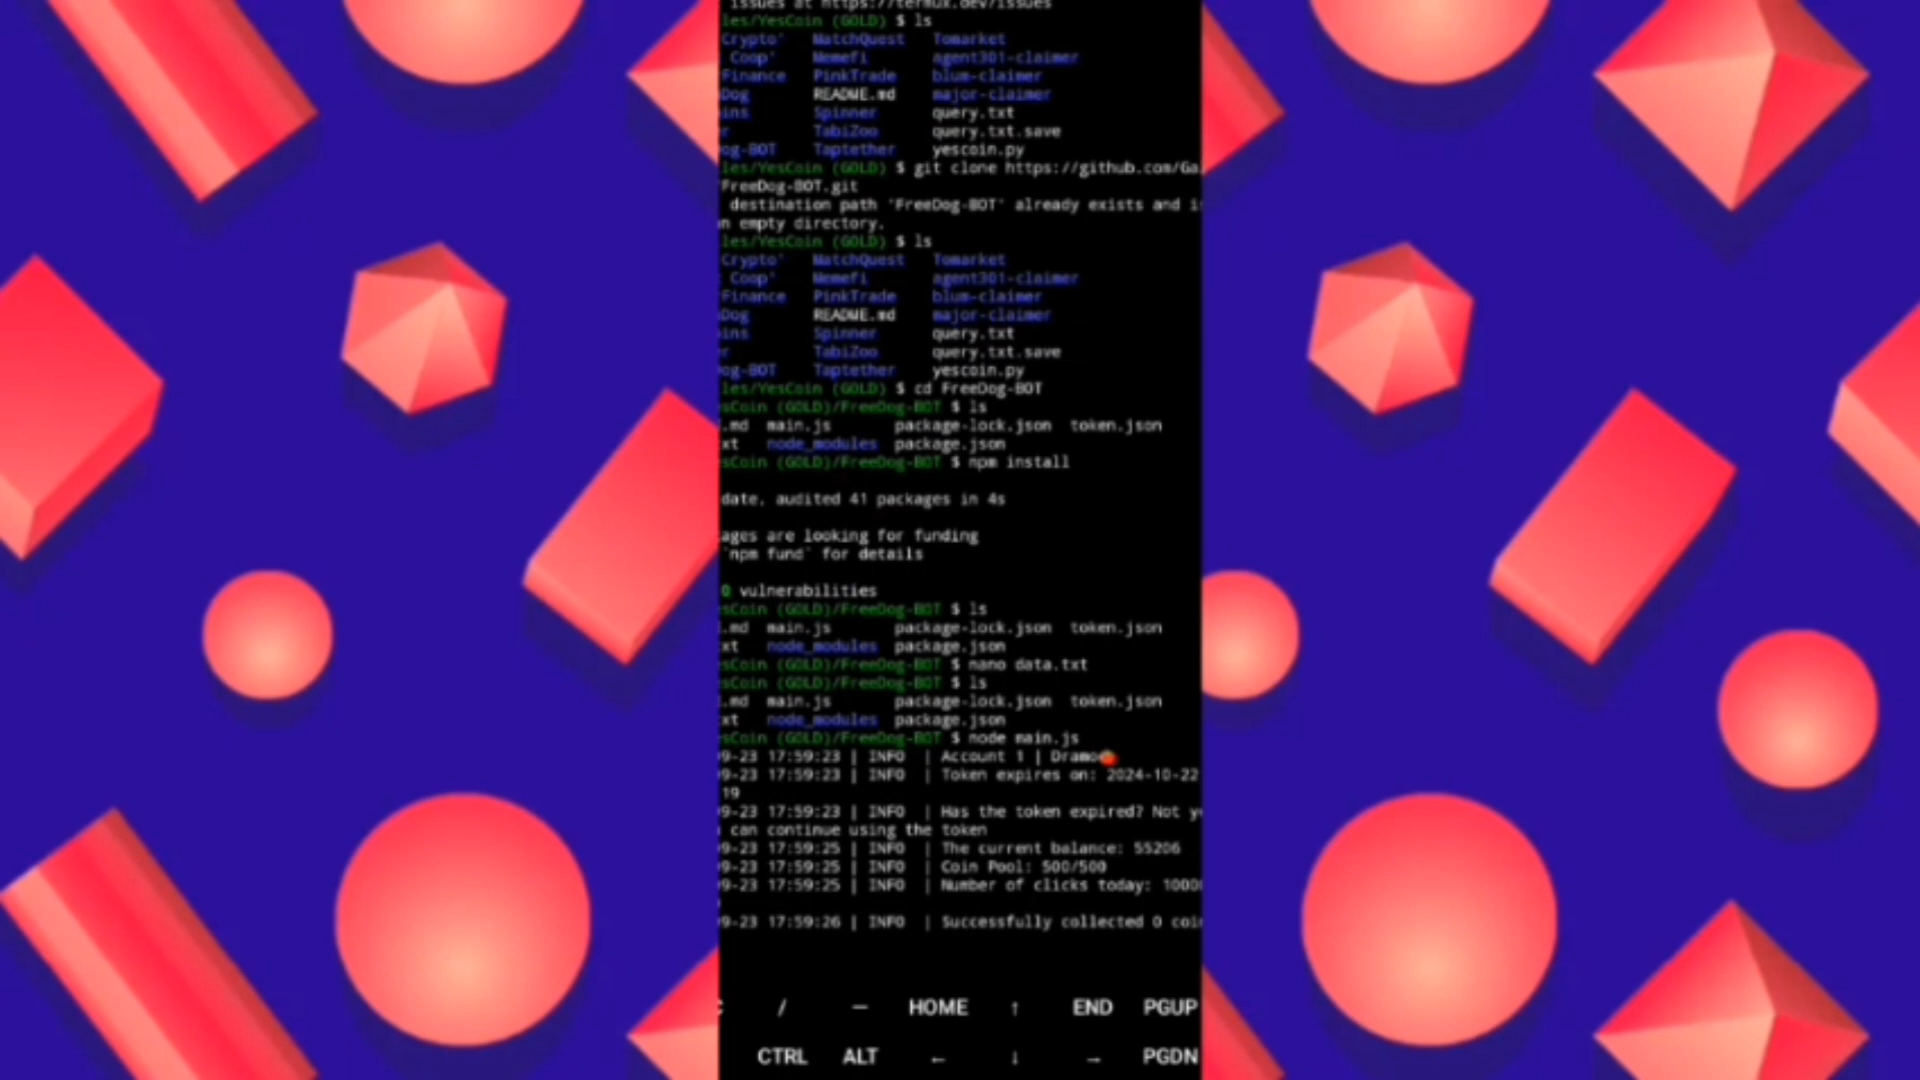 issues at https://termux.dev/issues
les/YesCoin (GOLD) $ ls
Crypto' MatchQuest Tomarket
Coop' Memefi agent301-claimer
Finance PinkTrade blum-claimer
Dog README.md major-claimer
ins Spinner query.txt
r TabiZoo query.txt.save
og-BOT Taptether yescoin.py
les/YesCoin (GOLD) $ git clone https://github.com/Ga
FreeDog-BOT.git
destination path 'FreeDog-BOT' already exists and i
n empty directory.
les/YesCoin (GOLD) $ ls
Crypto' MatchQuest Tomarket
Coop' Memefi agent301-claimer
Finance PinkTrade blum-claimer
Dog README.md major-claimer
ins Spinner query.txt
r TabiZoo query.txt.save
og-BOT Taptether yescoin.py
les/YesCoin (GOLD) $ cd FreeDog-BOT
sCoin (GOLD)/FreeDog-BOT $ ls
.md main.js package-lock.json token.json
xt node_modules package.json
sCoin (GOLD)/FreeDog-BOT $ npm install
date, audited 41 packages in 4s
ages are looking for funding
`npm fund` for details
0 vulnerabilities
sCoin (GOLD)/FreeDog-BOT $ ls
.md main.js package-lock.json token.json
xt node_modules package.json
sCoin (GOLD)/FreeDog-BOT $ nano data.txt
sCoin (GOLD)/FreeDog-BOT $ ls
.md main.js package-lock.json token.json
xt node_modules package.json
sCoin (GOLD)/FreeDog-BOT $ node main.js
9-23 17:59:23 | INFO | Account 1 | Dramo
9-23 17:59:23 | INFO | Token expires on: 2024-10-22
19
9-23 17:59:23 | INFO | Has the token expired? Not y
can continue using the token
9-23 17:59:25 | INFO | The current balance: 55206
9-23 17:59:25 | INFO | Coin Pool: 500/500
9-23 17:59:25 | INFO | Number of clicks today: 1000
9-23 17:59:26 | INFO | Successfully collected 0 coi
/ — HOME ↑ END PGUP
CTRL ALT ← ↓ → PGDN